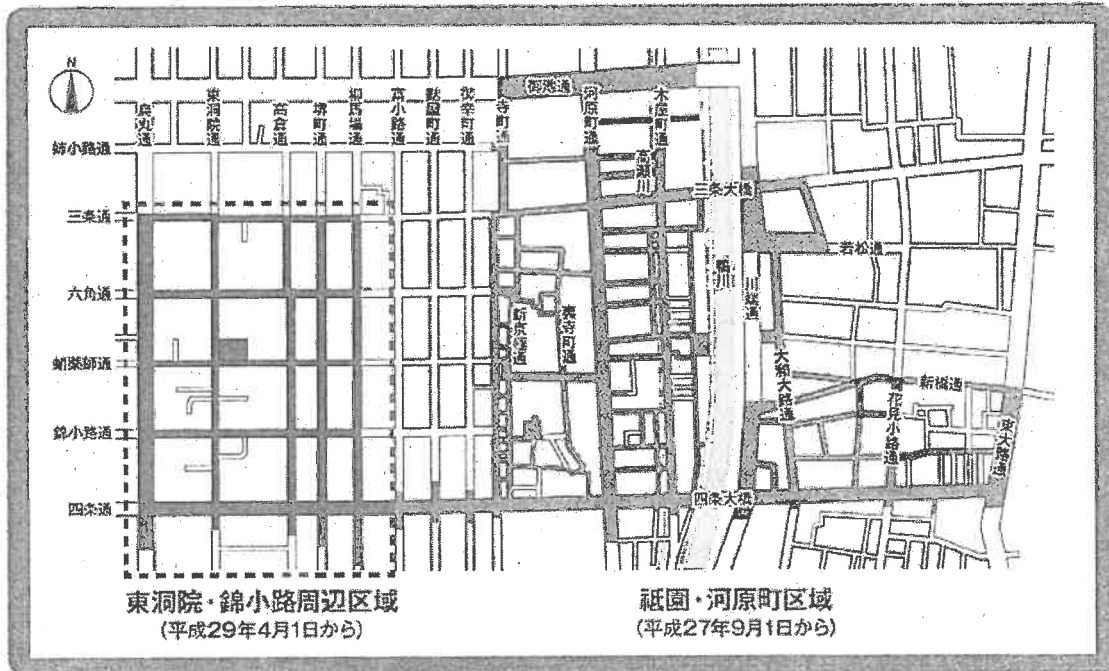 N
御池通
烏丸通
東洞院通
高倉通
堺町通
柳馬場通
富小路通
麩屋町通
御幸町通
寺町通
河原町通
木屋町通
姉小路通
高瀬川
三条大橋
三条通
若松通
鴨川
川端通
六角通
新京極通
裏寺町通
蛸薬師通
大和大路通
新橋通
花見小路通
錦小路通
東大路通
四条大橋
四条通
東洞院・錦小路周辺区域
(平成29年4月1日から)
祇園・河原町区域
(平成27年9月1日から)